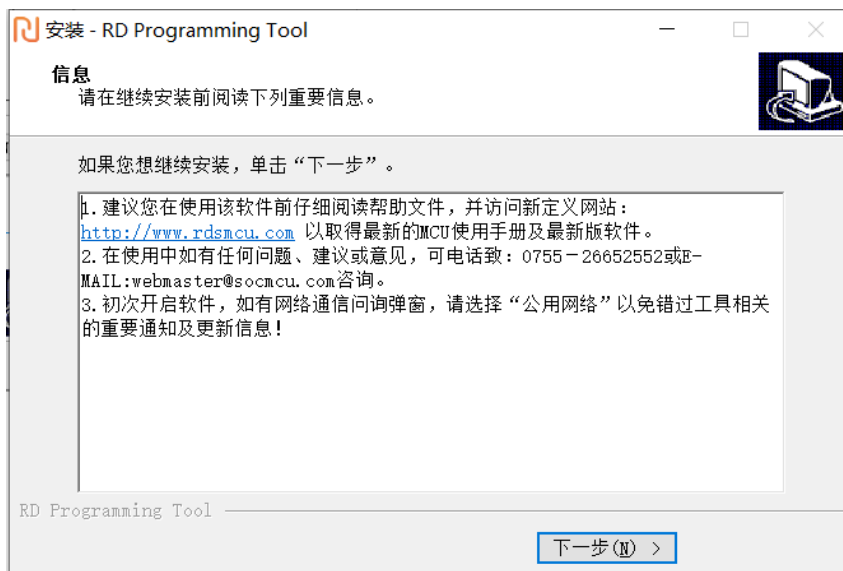 安装 - RD Programming Tool
信息
请在继续安装前阅读下列重要信息。
如果您想继续安装，单击“下一步”。
1.建议您在使用该软件前仔细阅读帮助文件，并访问新定义网站：
http://www.rdsmcu.com 以取得最新的MCU使用手册及最新版软件。
2.在使用中如有任何问题、建议或意见，可电话致：0755－26652552或E-
MAIL:webmaster@socmcu.com咨询。
3.初次开启软件，如有网络通信问询弹窗，请选择“公用网络”以免错过工具相关
的重要通知及更新信息!
RD Programming Tool
下一步(N) >